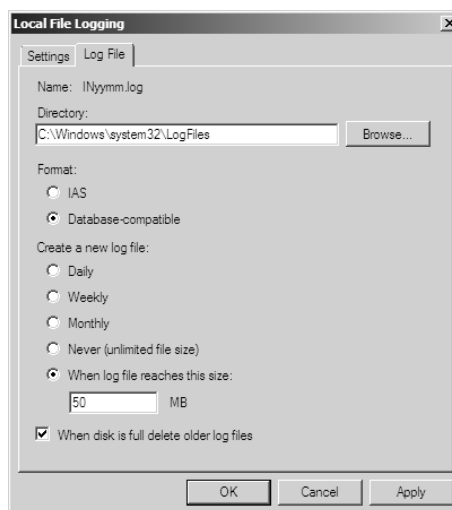 Local File Logging
Settings Log File
Name: INyymm.log
Directory:
C:\Windows\system32\LogFiles Browse...
Format:
IAS
Database-compatible
Create a new log file:
Daily
Weekly
Monthly
Never (unlimited file size)
When log file reaches this size:
50 MB
When disk is full delete older log files
OK Cancel Apply